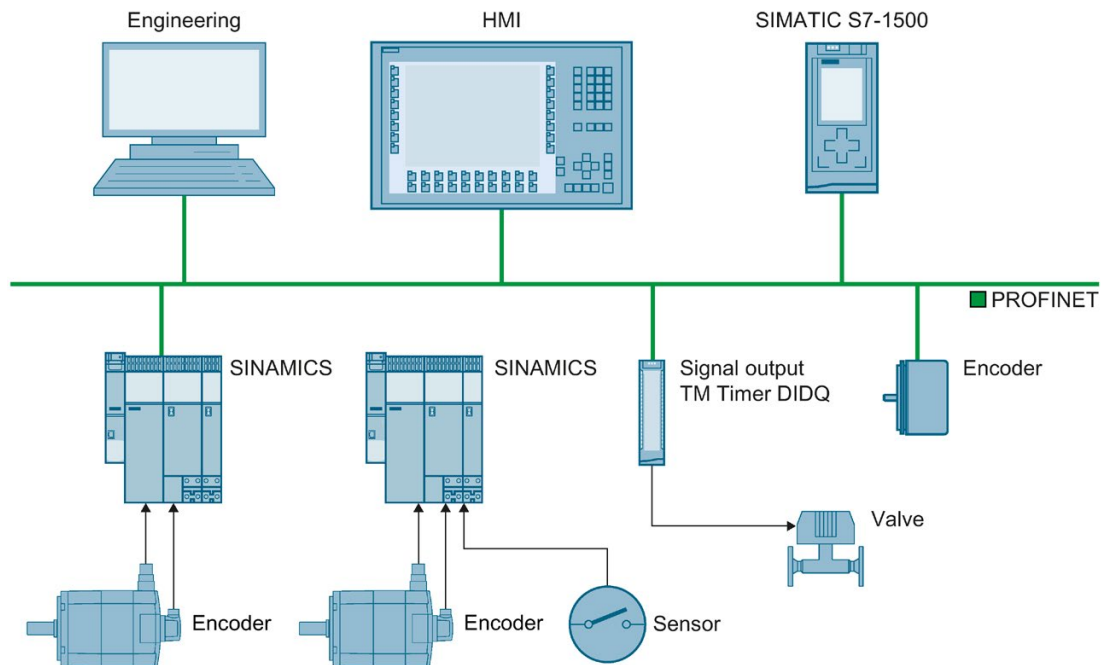 Engineering
HMI
SIMATIC S7-1500
PROFINET
SINAMICS
SINAMICS
Signal output
TM Timer DIDQ
Encoder
Valve
Encoder
Encoder
Sensor